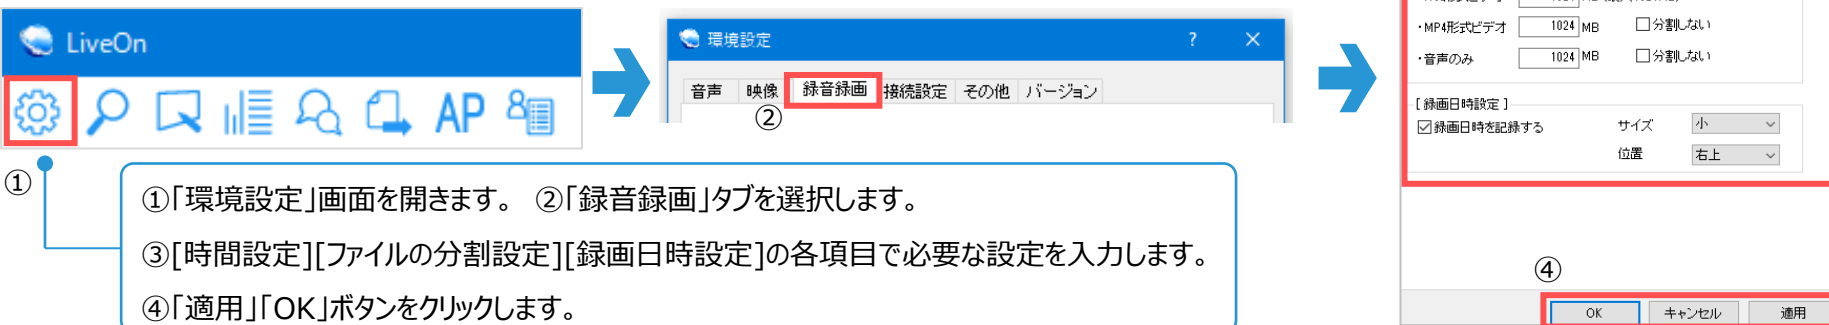 LiveOn
AP
①
環境設定
? ×
音声 映像 録音録画 接続設定 その他 バージョン
②
①「環境設定」画面を開きます。 ②「録音録画」タブを選択します。
③[時間設定][ファイルの分割設定][録画日時設定]の各項目で必要な設定を入力します。
④「適用」「OK」ボタンをクリックします。
・MP4形式ビデオ 1024 MB □分割しない
・音声のみ 1024 MB □分割しない
[ 録画日時設定 ]
☑録画日時を記録する サイズ 小
位置 右上
④
OK キャンセル 適用